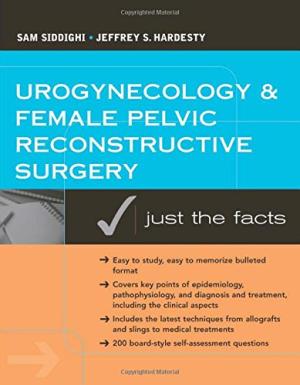 SAM SIDDIGHI • JEFFREY S. HARDESTY
UROGYNECOLOGY &
FEMALE PELVIC
RECONSTRUCTIVE
SURGERY
just the facts
→ Easy to study, easy to memorize bulleted
format
→ Covers key points of epidemiology,
pathophysiology, and diagnosis and treatment,
including the clinical aspects
→ Includes the latest techniques from allografts
and slings to medical treatments
→ 200 board-style self-assessment questions